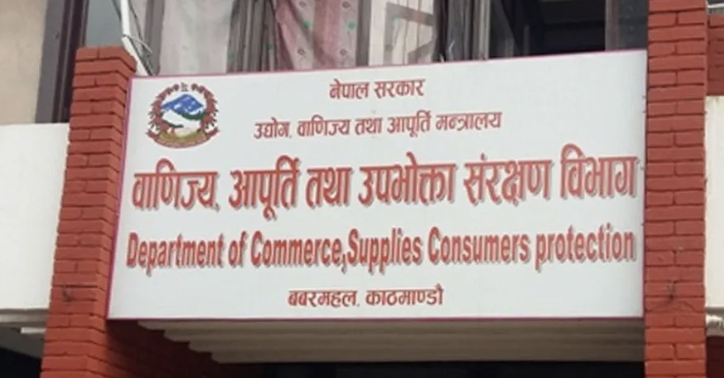 नेपाल सरकार
उद्योग, वाणिज्य तथा आपूर्ति मन्त्रालय
वाणिज्य, आपूर्ति तथा उपभोक्ता संरक्षण विभाग
Department of Commerce,Supplies Consumers protection
बबरमहल, काठमाण्डौ